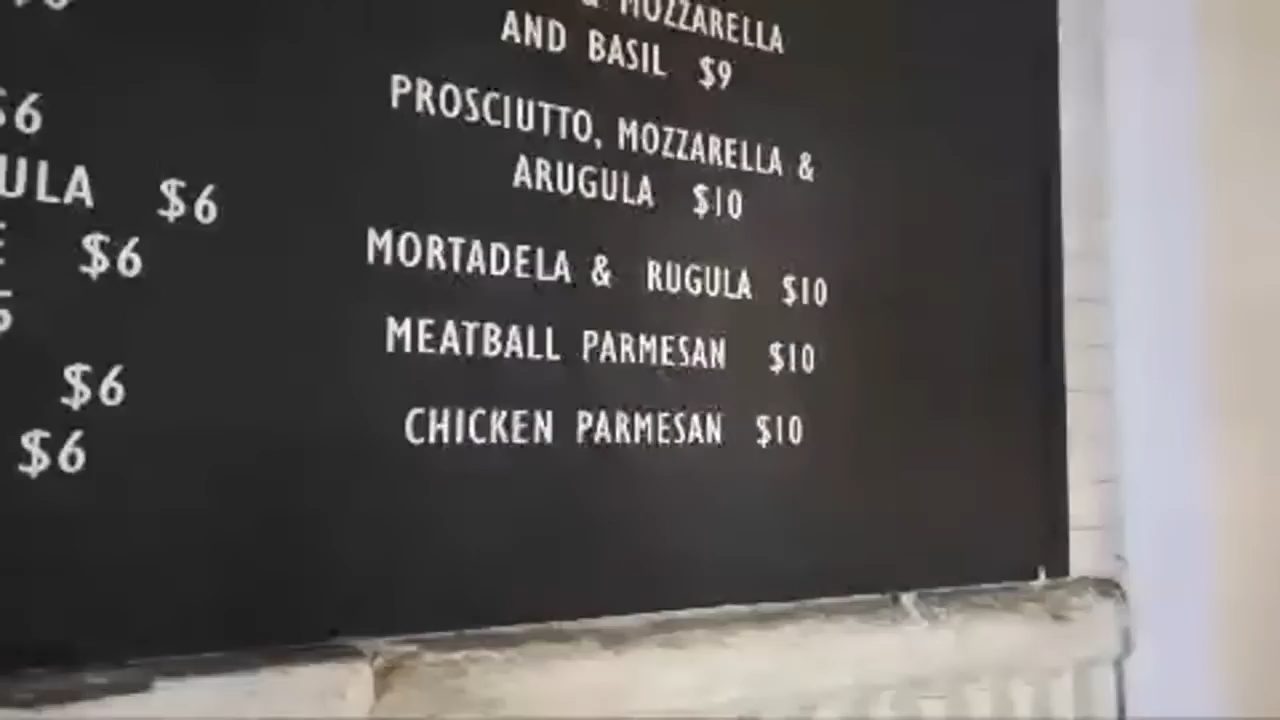 MOZZARELLA
AND BASIL $9
PROSCIUTTO, MOZZARELLA &
ARUGULA $10
MORTADELA & RUGULA $10
MEATBALL PARMESAN $10
CHICKEN PARMESAN $10
$6
ULA $6
$6
$6
$6